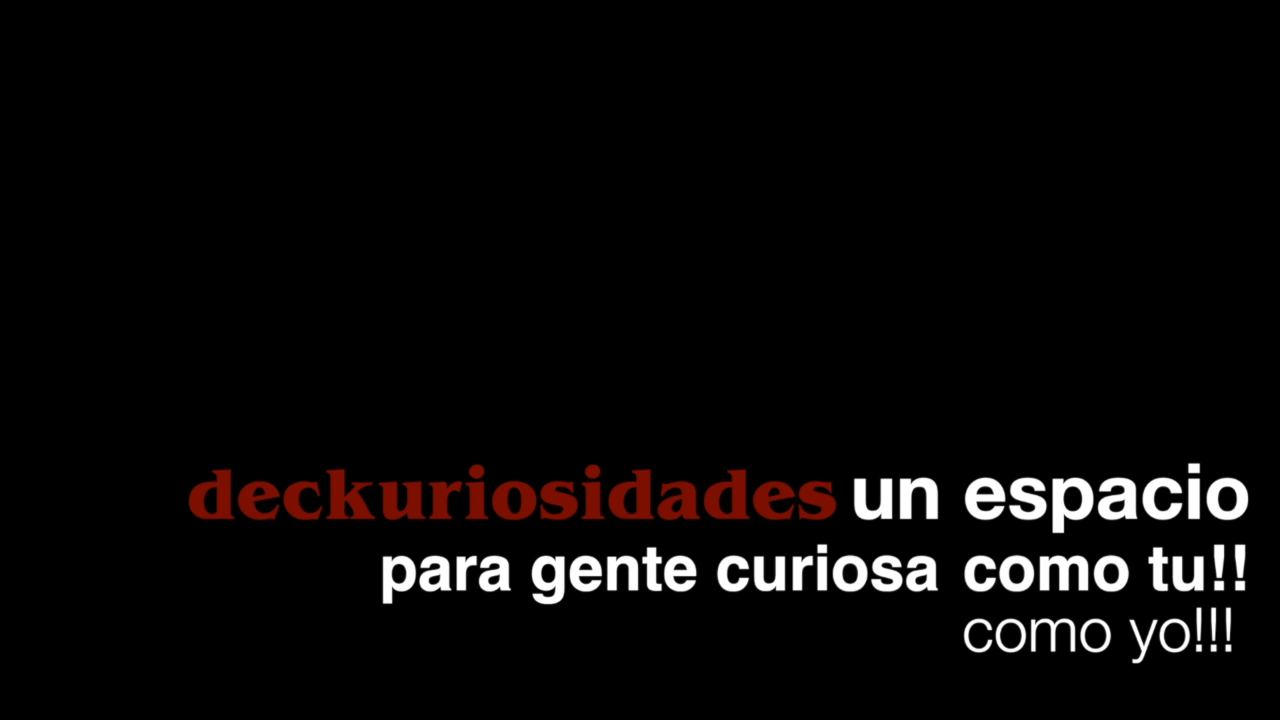 deckuriosidades un espacio
para gente curiosa como tu!!
como yo!!!